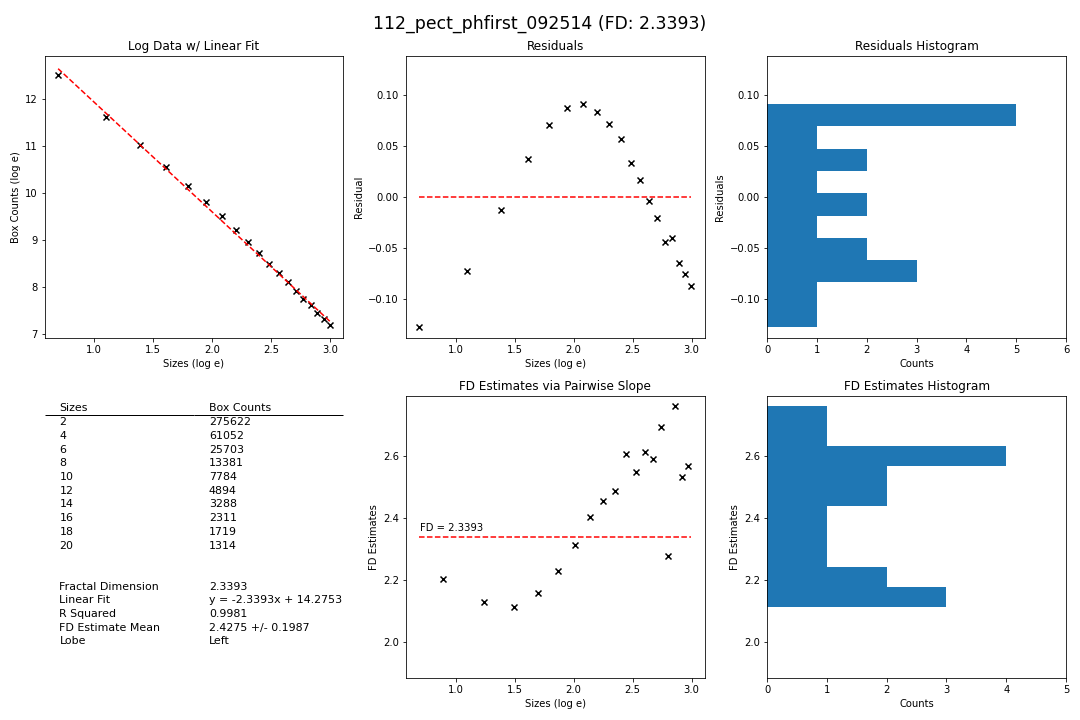 112_pect_phfirst_092514 (FD: 2.3393)
Log Data w/ Linear Fit
Box Counts (log e)
12
11
10
9
8
7
1.0 1.5 2.0 2.5 3.0
Sizes (log e)
Residuals
Residual
0.10
0.05
0.00
−0.05
−0.10
1.0 1.5 2.0 2.5 3.0
Sizes (log e)
Residuals Histogram
Residuals
0.10
0.05
0.00
−0.05
−0.10
0 1 2 3 4 5 6
Counts
Sizes Box Counts
2 275622
4 61052
6 25703
8 13381
10 7784
12 4894
14 3288
16 2311
18 1719
20 1314
Fractal Dimension 2.3393
Linear Fit y = -2.3393x + 14.2753
R Squared 0.9981
FD Estimate Mean 2.4275 +/- 0.1987
Lobe Left
FD Estimates via Pairwise Slope
FD Estimates
2.6
2.4
2.2
2.0
FD = 2.3393
1.0 1.5 2.0 2.5 3.0
Sizes (log e)
FD Estimates Histogram
FD Estimates
2.6
2.4
2.2
2.0
0 1 2 3 4 5
Counts